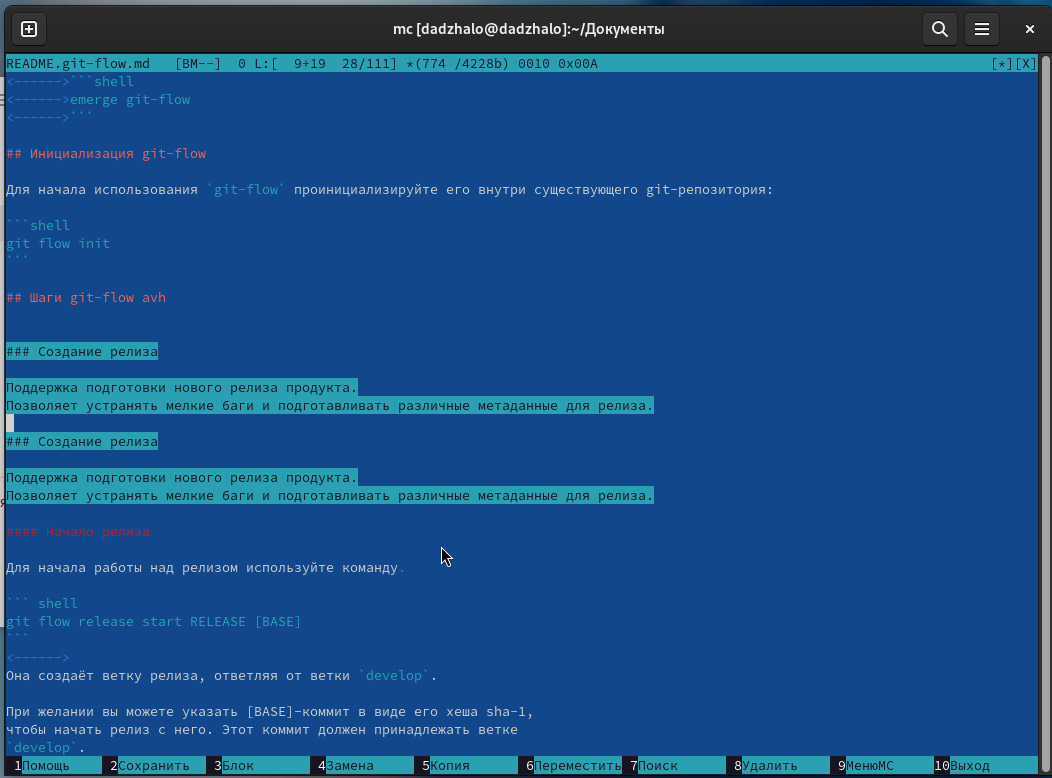 mc [dadzhalo@dadzhalo]:~/Документы
README.git-flow.md   [BM--]  0 L:[  9+19  28/111] *(774 /4228b) 0010 0x00A                                                 [*][X]
<------>```shell
<------>emerge git-flow
<------>```
## Инициализация git-flow
Для начала использования `git-flow` проинициализируйте его внутри существующего git-репозитория:
```shell
git flow init
```
## Шаги git-flow avh
### Создание релиза
Поддержка подготовки нового релиза продукта.
Позволяет устранять мелкие баги и подготавливать различные метаданные для релиза.
### Создание релиза
Поддержка подготовки нового релиза продукта.
Позволяет устранять мелкие баги и подготавливать различные метаданные для релиза.
#### Начало релиза
Для начала работы над релизом используйте команду.
``` shell
git flow release start RELEASE [BASE]
```
<------>
Она создаёт ветку релиза, ответляя от ветки `develop`.
При желании вы можете указать [BASE]-коммит в виде его хеша sha-1,
чтобы начать релиз с него. Этот коммит должен принадлежать ветке
`develop`.
1Помощь 2Сохранить 3Блок 4Замена 5Копия 6Переместить 7Поиск 8Удалить 9МенюMC 10Выход